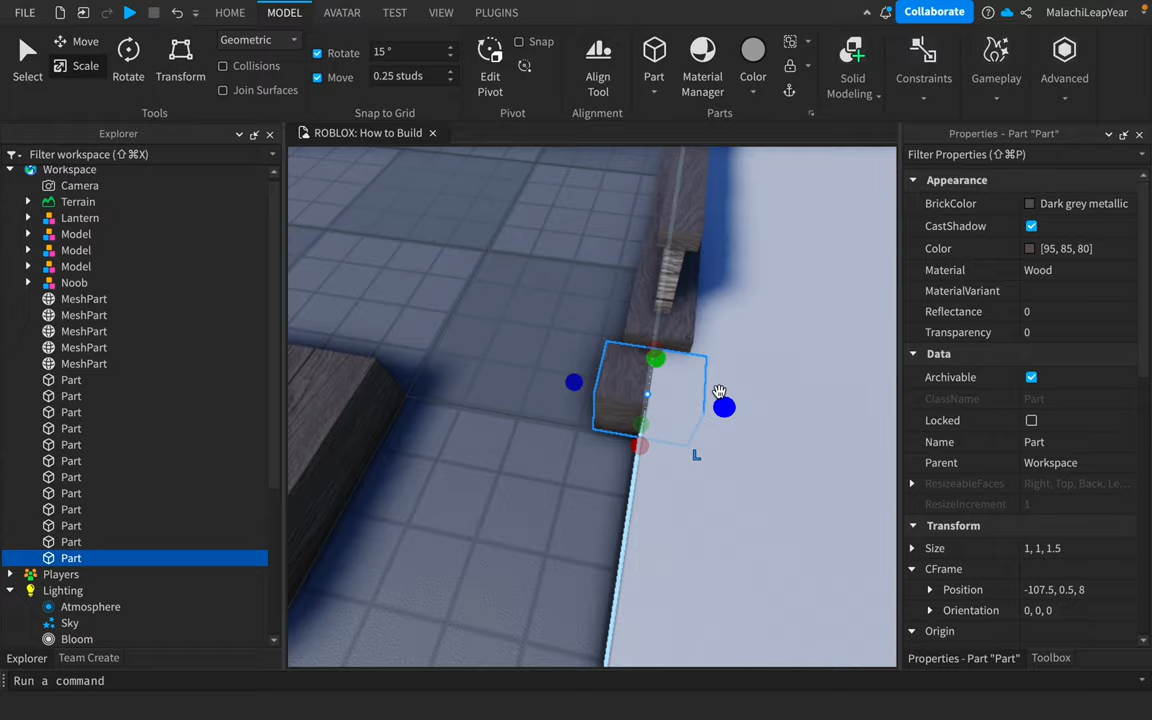 FILE HOME MODEL AVATAR TEST VIEW PLUGINS Collaborate MalachiLeapYear
Select Move Scale Rotate Transform
Geometric
Collisions
Join Surfaces
Tools
Rotate 15 °
Move 0.25 studs
Snap to Grid
Edit Pivot
Snap
Pivot
Align Tool
Alignment
Part
Material Manager
Color
Parts
Solid Modeling
Constraints
Gameplay
Advanced
Explorer
Filter workspace (⇧⌘X)
Workspace
Camera
Terrain
Lantern
Model
Model
Model
Noob
MeshPart
MeshPart
MeshPart
MeshPart
MeshPart
Part
Part
Part
Part
Part
Part
Part
Part
Part
Part
Part
Part
Players
Lighting
Atmosphere
Sky
Bloom
Explorer Team Create
ROBLOX: How to Build
L
Properties - Part "Part"
Filter Properties (⇧⌘P)
Appearance
BrickColor Dark grey metallic
CastShadow
Color [95, 85, 80]
Material Wood
MaterialVariant
Reflectance 0
Transparency 0
Data
Archivable
ClassName Part
Locked
Name Part
Parent Workspace
ResizeableFaces Right, Top, Back, Le...
ResizeIncrement 1
Transform
Size 1, 1, 1.5
CFrame
Position -107.5, 0.5, 8
Orientation 0, 0, 0
Origin
Properties - Part "Part" Toolbox
Run a command